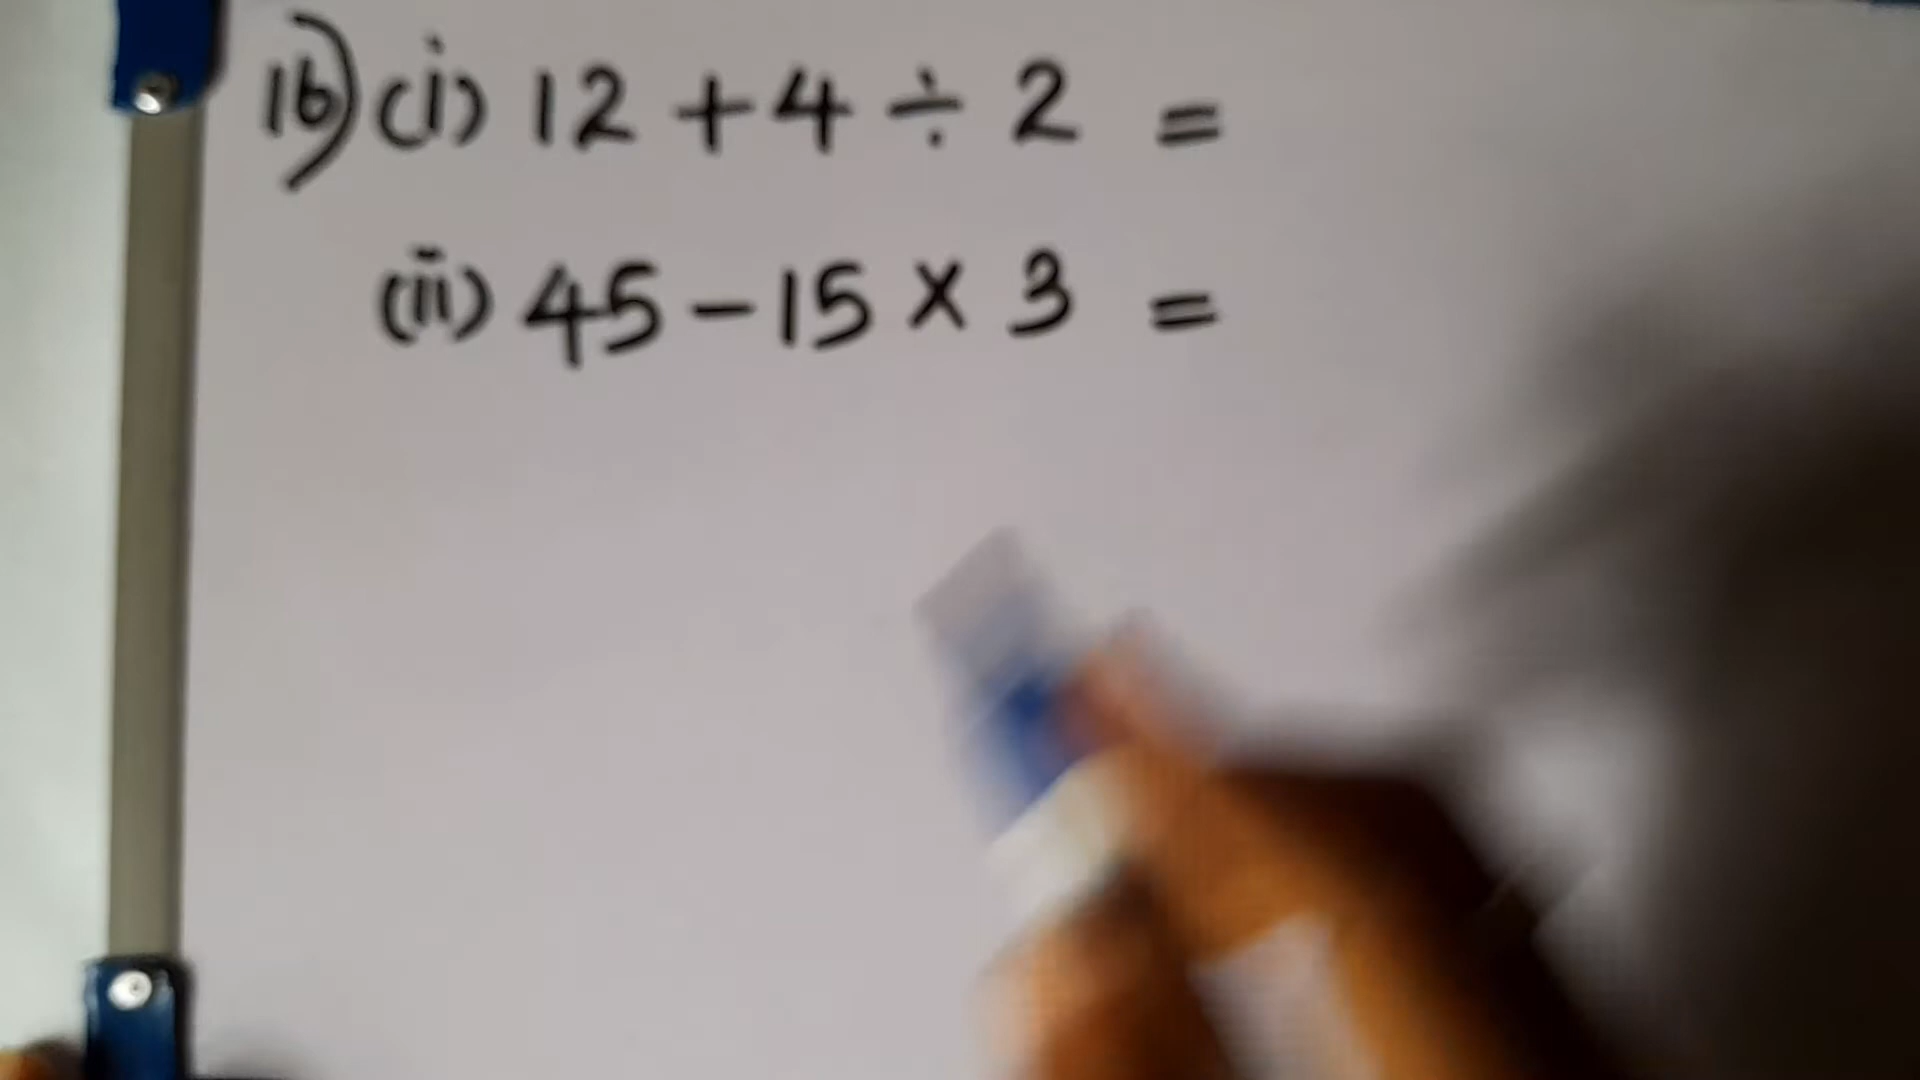 16) (i) 12 + 4 ÷ 2 =
(ii) 45 - 15 × 3 =